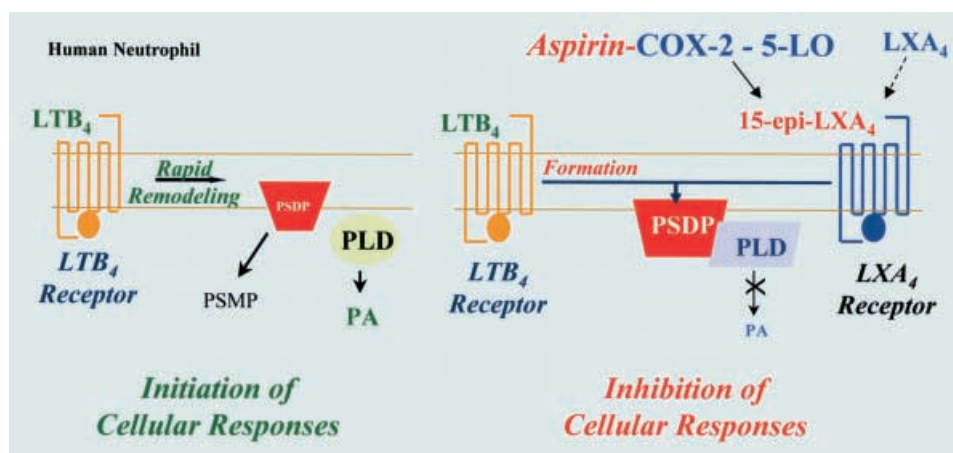 Human Neutrophil
LTB4
Rapid
Remodeling
PSDP
PLD
LTB4
Receptor
PSMP
PA
Initiation of
Cellular Responses
Aspirin-COX-2 - 5-LO
LXA4
15-epi-LXA4
LTB4
Formation
PSDP
PLD
LTB4
Receptor
LXA4
Receptor
PA
Inhibition of
Cellular Responses